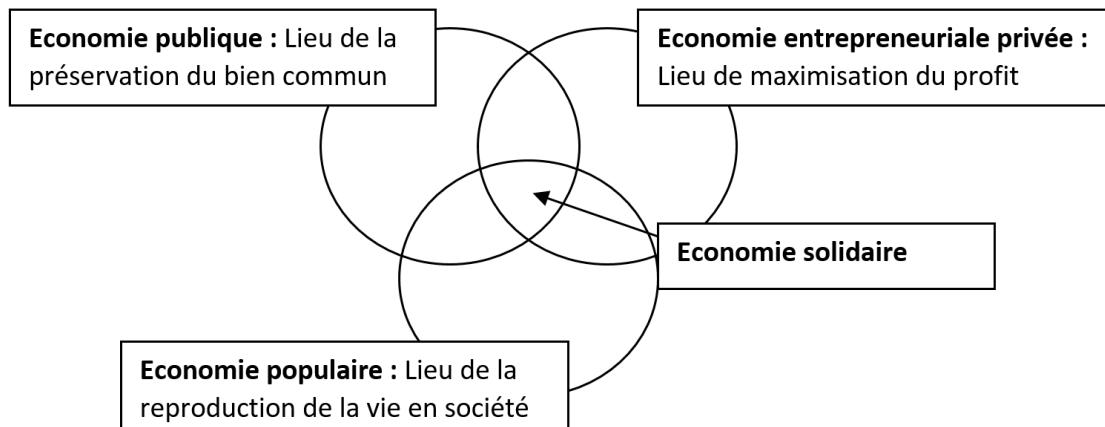 Economie publique : Lieu de la
préservation du bien commun
Economie entrepreneuriale privée :
Lieu de maximisation du profit
Economie solidaire
Economie populaire : Lieu de la
reproduction de la vie en société